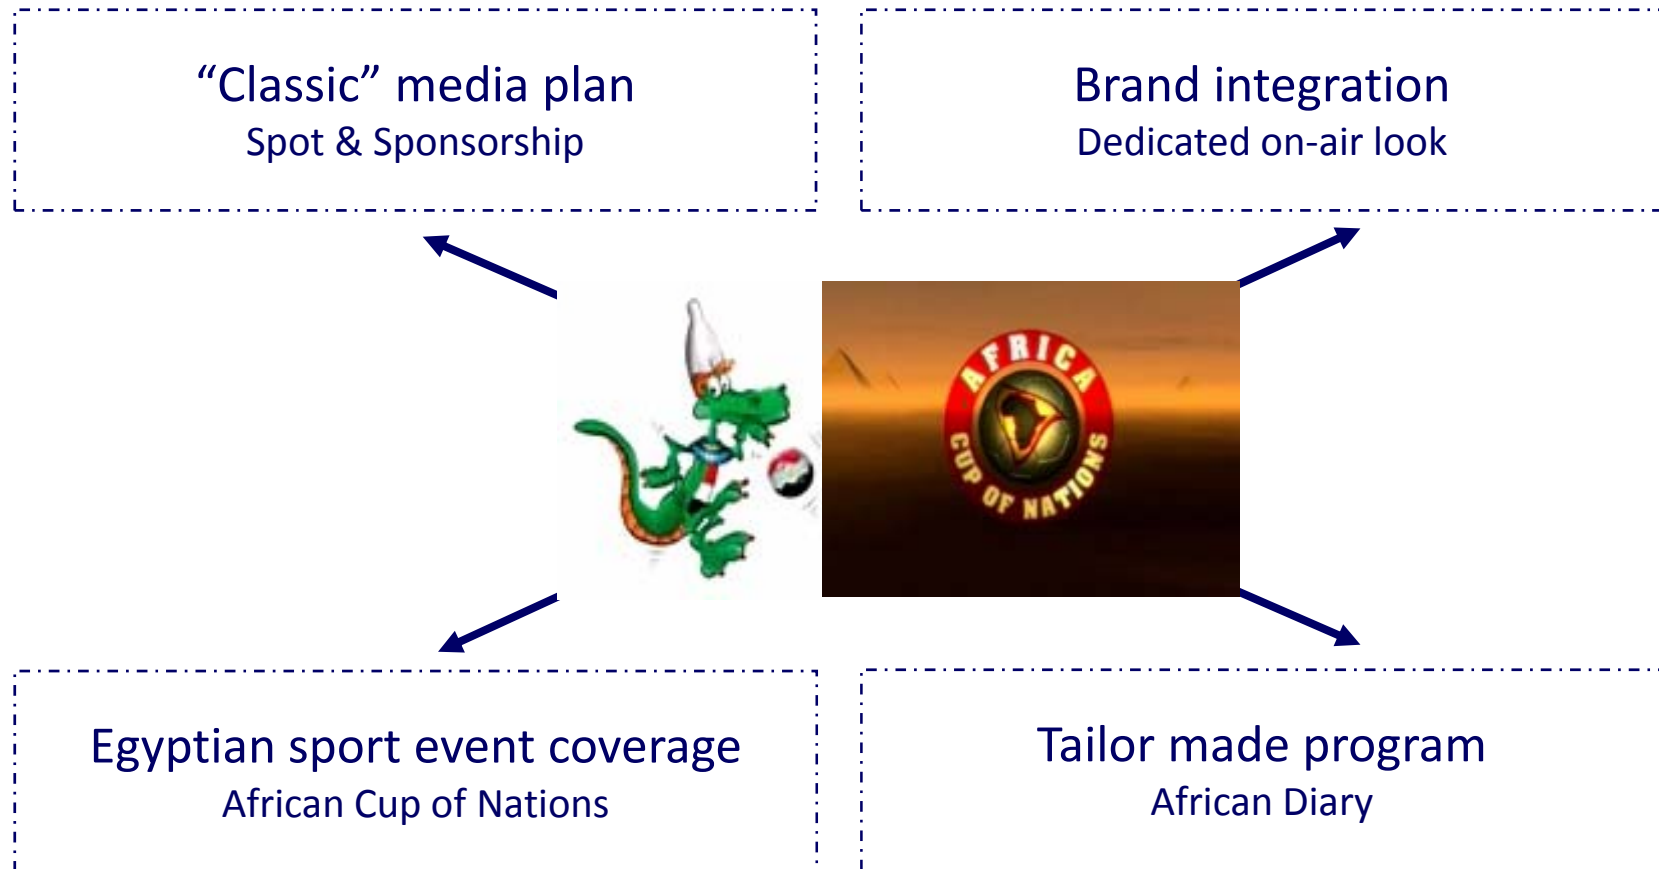 “Classic” media plan
Spot & Sponsorship
Brand integration
Dedicated on-air look
AFRICA
CUP OF NATIONS
Egyptian sport event coverage
African Cup of Nations
Tailor made program
African Diary